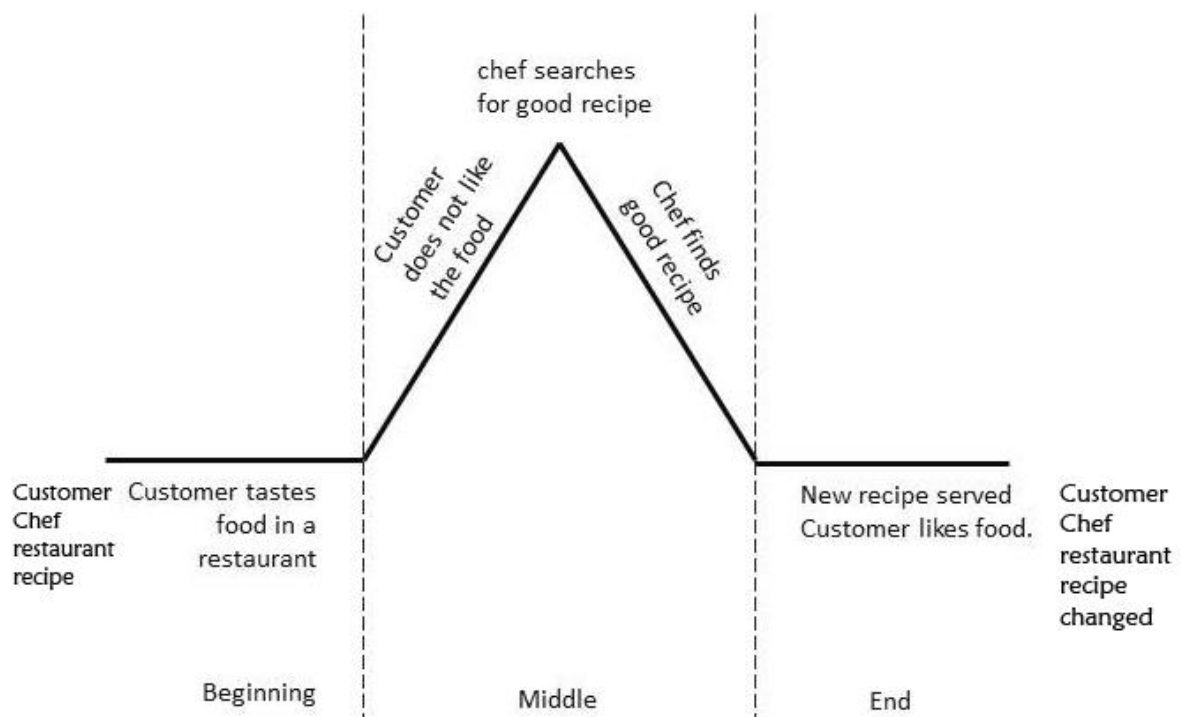 chef searches
for good recipe
Customer
does not like
the food
Chef finds
good recipe
Customer
Chef
restaurant
recipe
Customer tastes
food in a
restaurant
New recipe served
Customer likes food.
Customer
Chef
restaurant
recipe
changed
Beginning
Middle
End